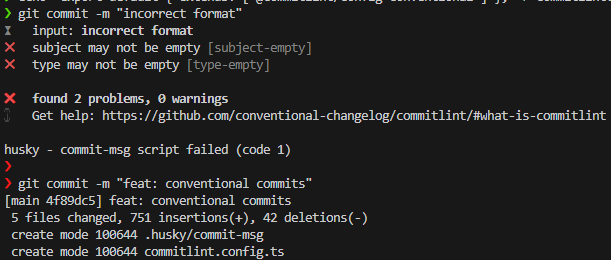 ❯ git commit -m "incorrect format"
⧗ input: incorrect format
✖ subject may not be empty [subject-empty]
✖ type may not be empty [type-empty]
✖ found 2 problems, 0 warnings
ⓘ Get help: https://github.com/conventional-changelog/commitlint/#what-is-commitlint
husky - commit-msg script failed (code 1)
❯
❯ git commit -m "feat: conventional commits"
[main 4f89dc5] feat: conventional commits
5 files changed, 751 insertions(+), 42 deletions(-)
create mode 100644 .husky/commit-msg
create mode 100644 commitlint.config.ts